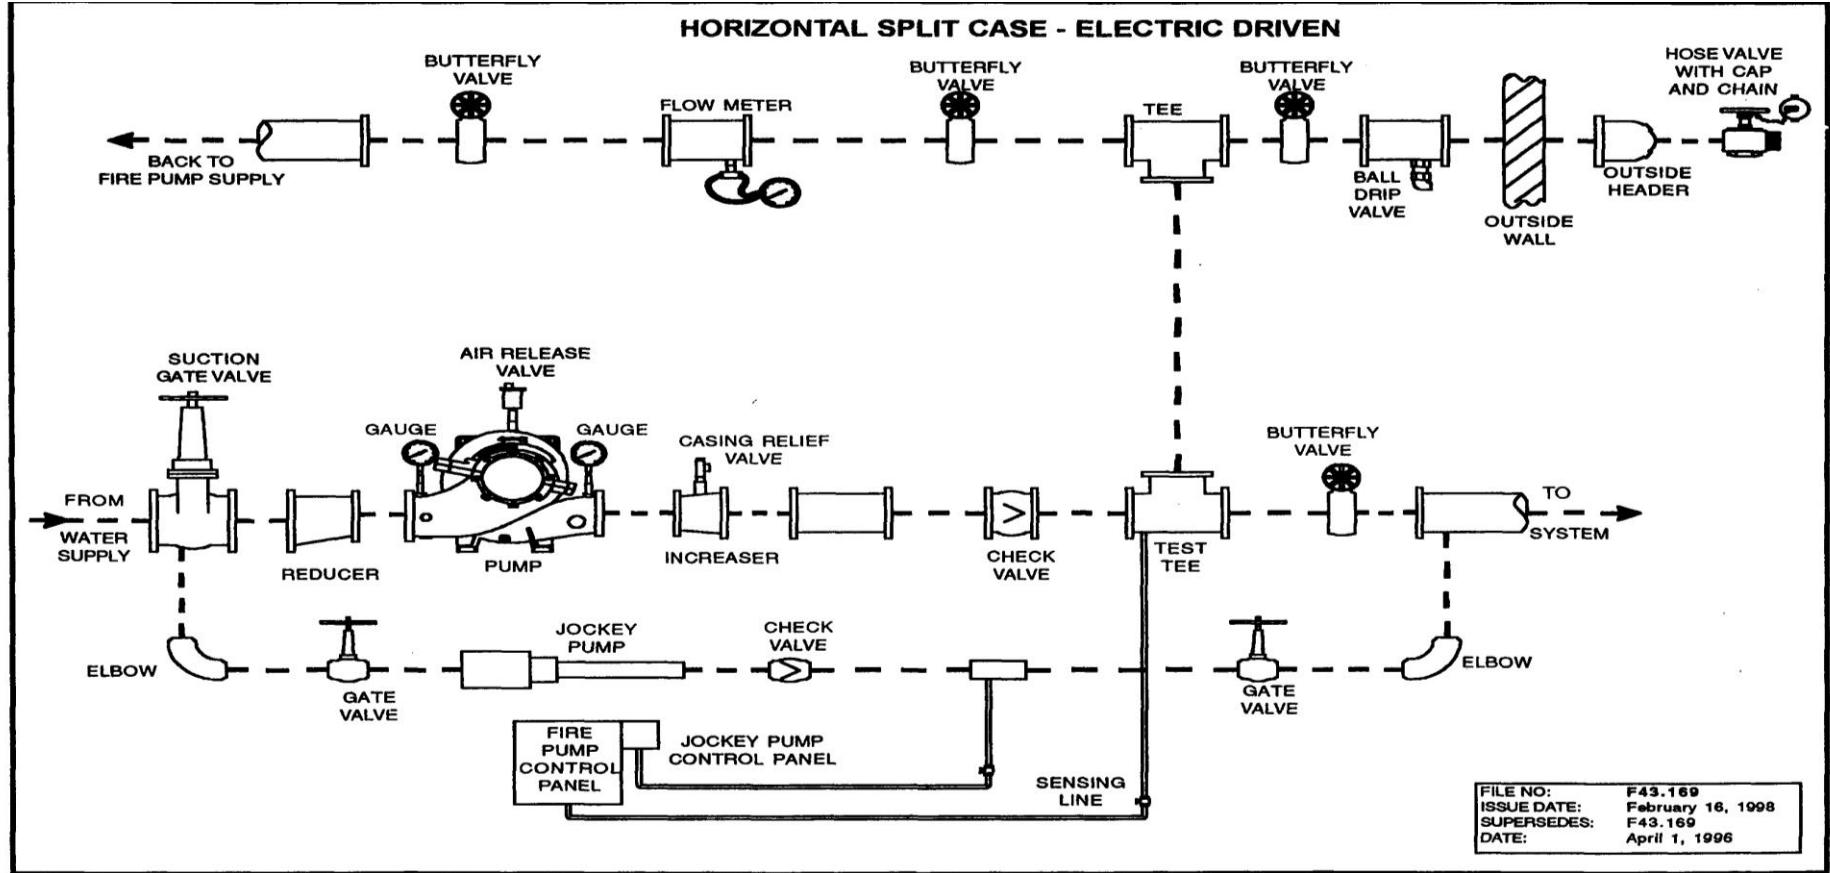 HORIZONTAL SPLIT CASE - ELECTRIC DRIVEN
BUTTERFLY
VALVE
FLOW METER
BUTTERFLY
VALVE
TEE
BUTTERFLY
VALVE
HOSE VALVE
WITH CAP
AND CHAIN
BACK TO
FIRE PUMP SUPPLY
BALL
DRIP
VALVE
OUTSIDE
WALL
OUTSIDE
HEADER
SUCTION
GATE VALVE
AIR RELEASE
VALVE
GAUGE
GAUGE
CASING RELIEF
VALVE
BUTTERFLY
VALVE
FROM
WATER
SUPPLY
REDUCER
PUMP
INCREASER
CHECK
VALVE
TEST
TEE
TO
SYSTEM
ELBOW
GATE
VALVE
JOCKEY
PUMP
CHECK
VALVE
GATE
VALVE
ELBOW
FIRE
PUMP
CONTROL
PANEL
JOCKEY PUMP
CONTROL PANEL
SENSING
LINE
FILE NO: F43.169
ISSUE DATE: February 16, 1998
SUPERSEDES: F43.169
DATE: April 1, 1996